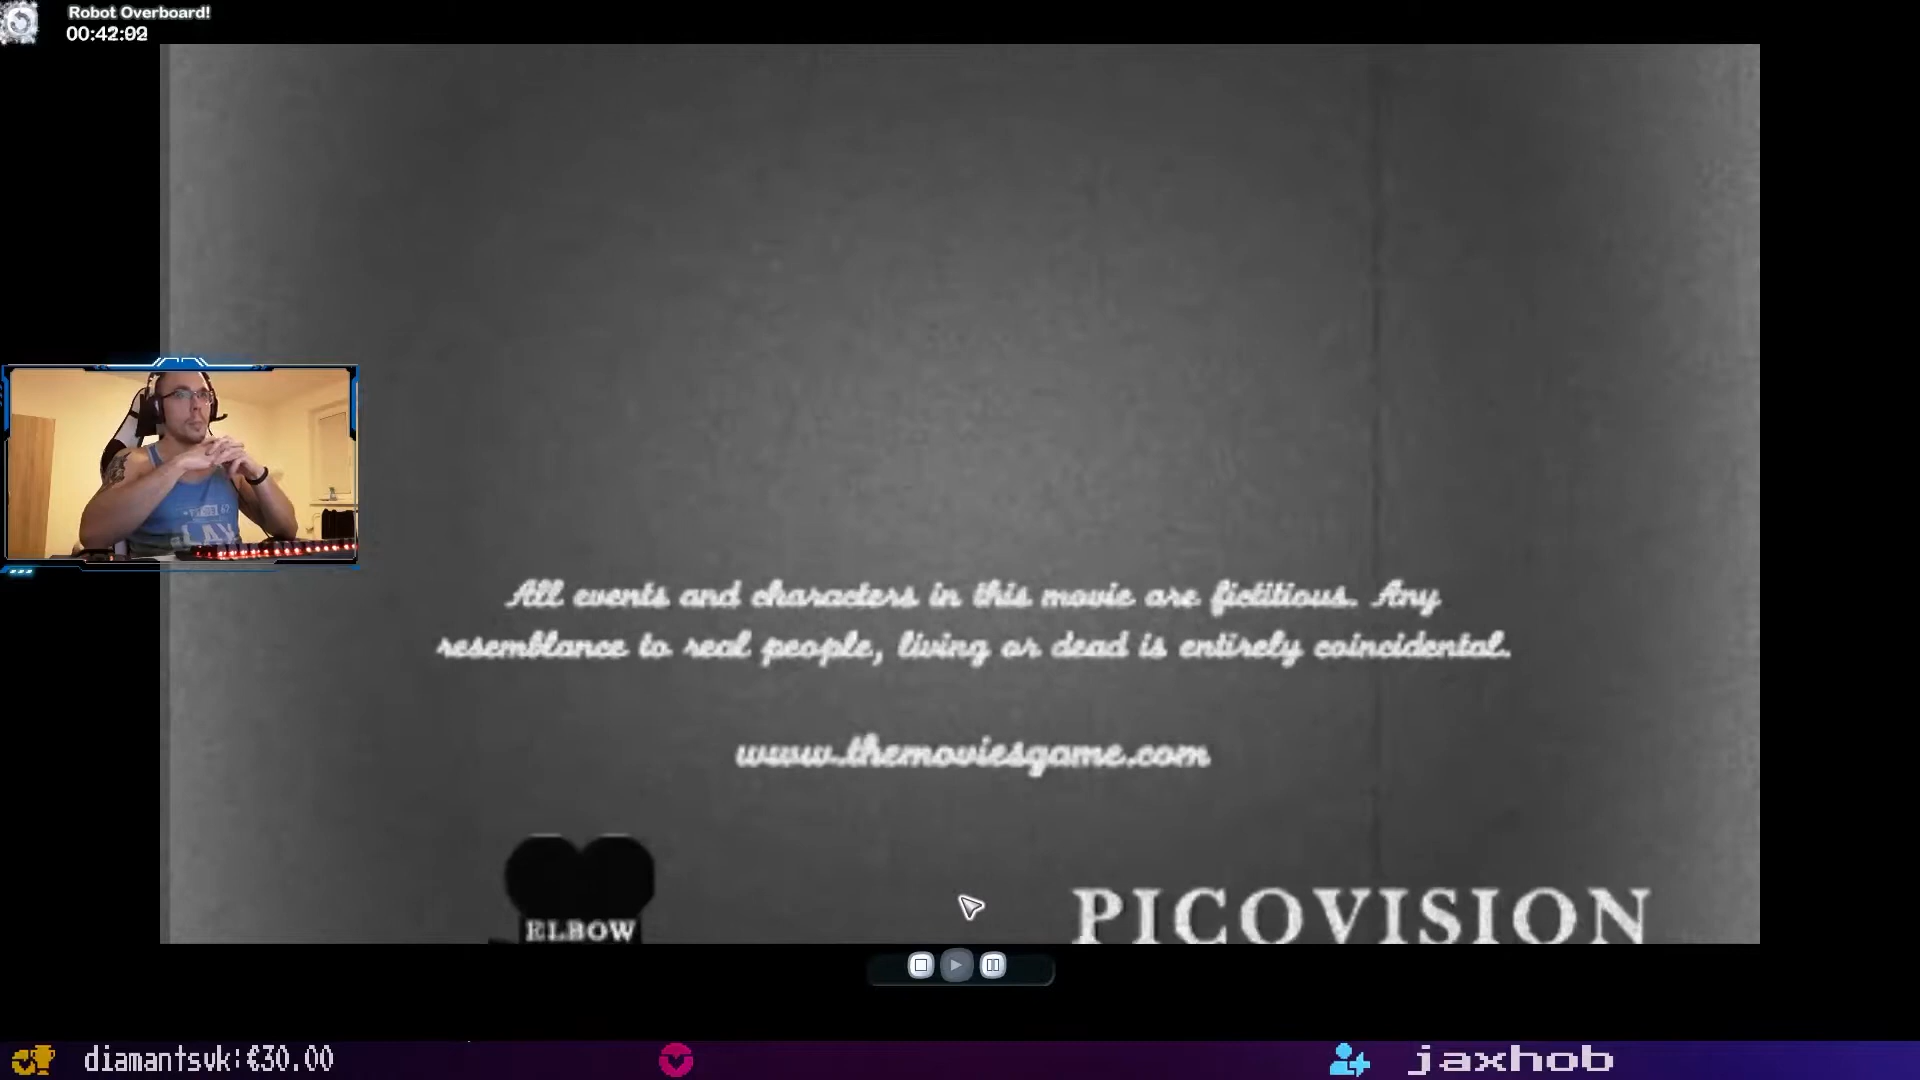 Robot Overboard!
00:42:02
All events and characters in this movie are fictitious. Any
resemblance to real people, living or dead is entirely coincidental.
www.themoviesgame.com
ELBOW
PICOVISION
diamantsvk:€30.00
jaxhob